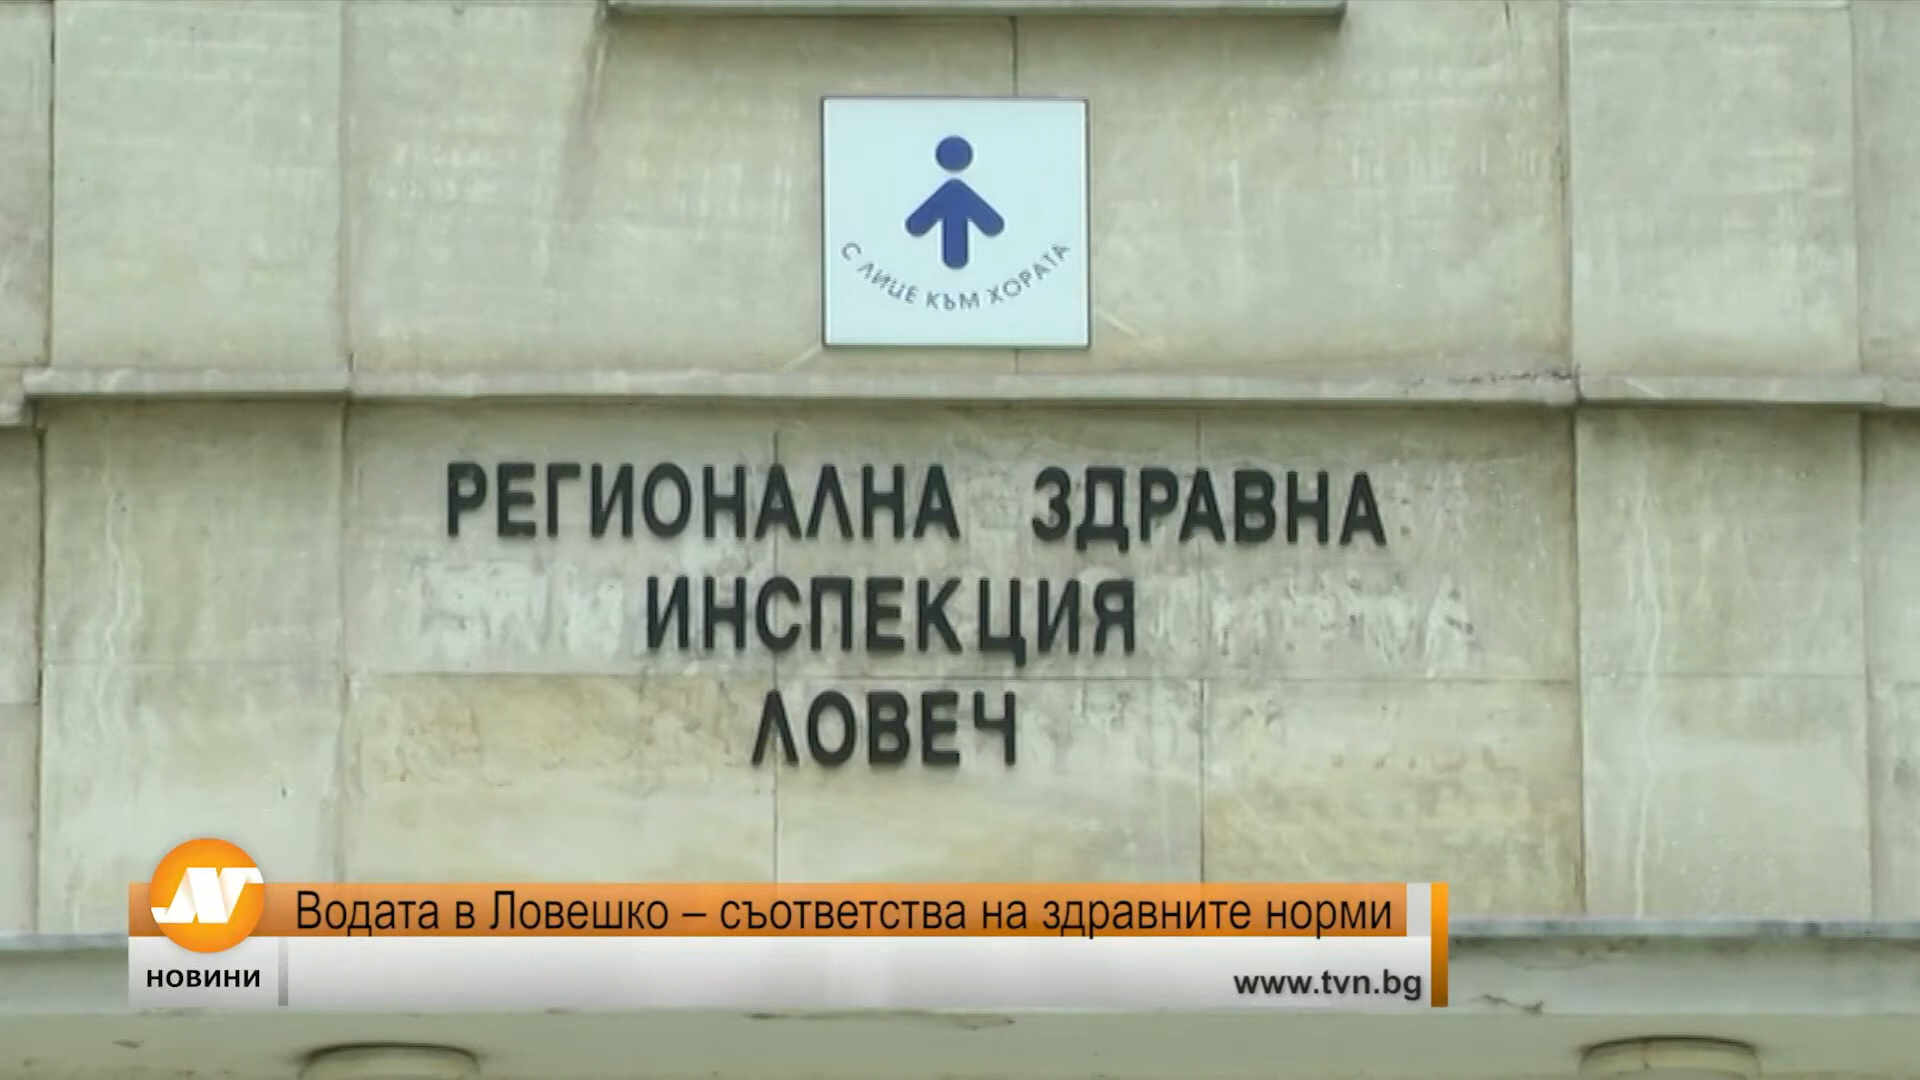 С ЛИЦЕ КЪМ ХОРАТА
РЕГИОНАЛНА ЗДРАВНА
ИНСПЕКЦИЯ
ЛОВЕЧ
Водата в Ловешко – съответства на здравните норми
НОВИНИ
www.tvn.bg